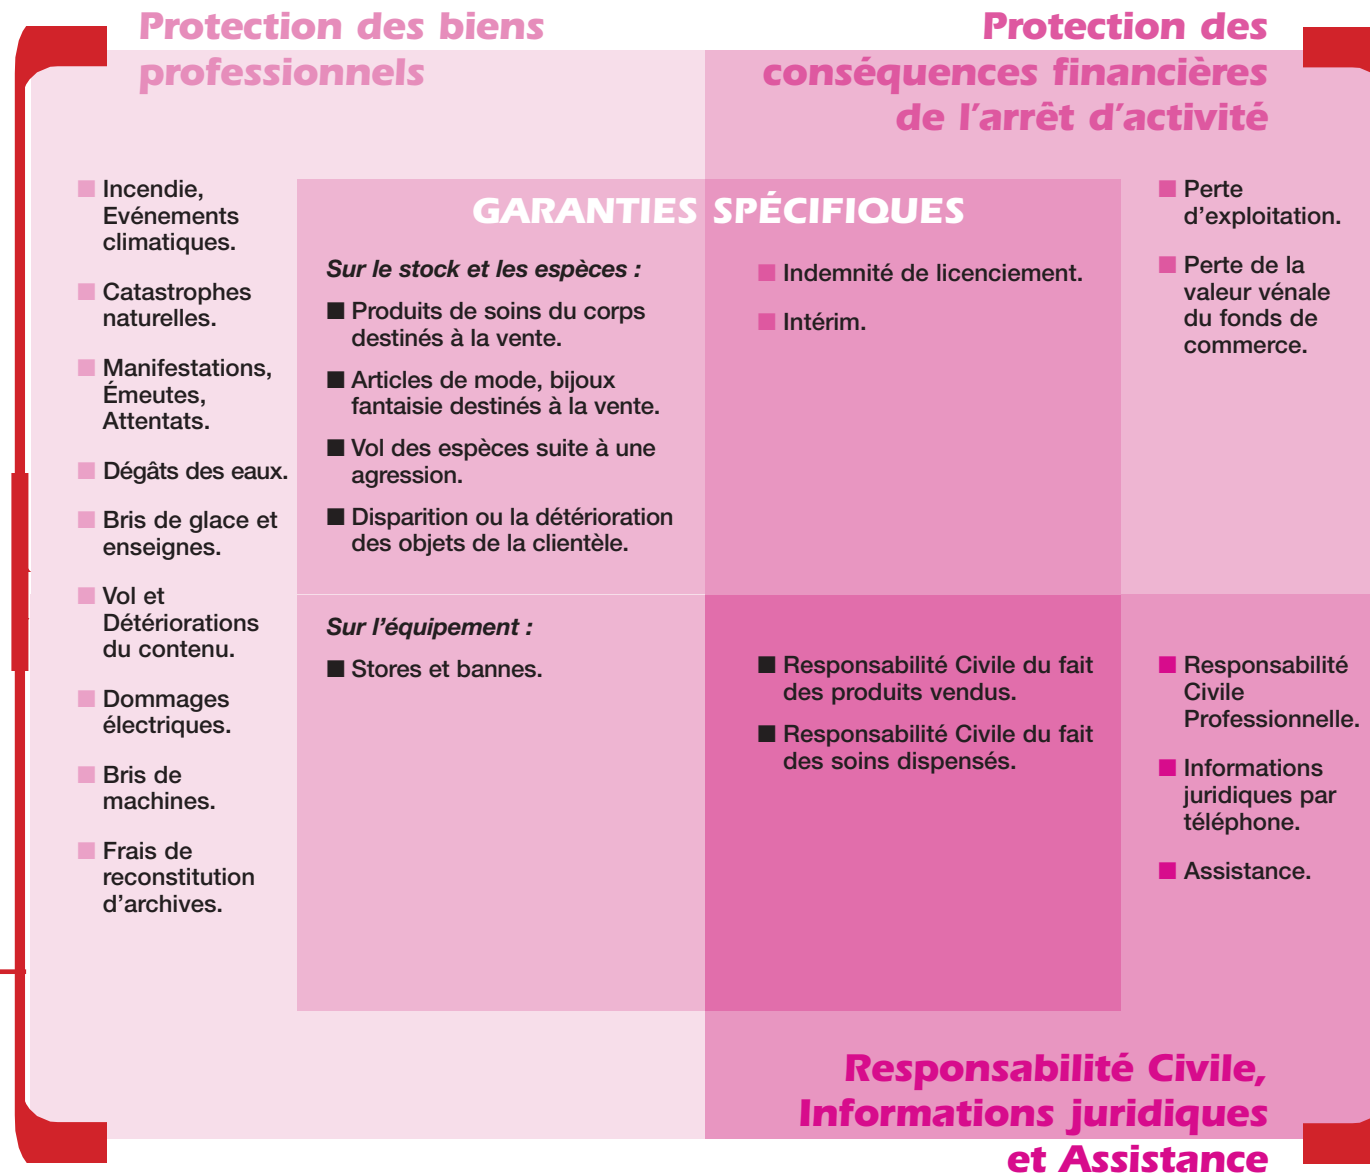 Protection des biens
professionnels
Protection des
conséquences financières
de l’arrêt d’activité
■ Incendie,
Evénements
climatiques.
■ Catastrophes
naturelles.
■ Manifestations,
Émeutes,
Attentats.
■ Dégâts des eaux.
■ Bris de glace et
enseignes.
■ Vol et
Détériorations
du contenu.
■ Dommages
électriques.
■ Bris de
machines.
■ Frais de
reconstitution
d’archives.
GARANTIES SPÉCIFIQUES
Sur le stock et les espèces :
■ Produits de soins du corps
destinés à la vente.
■ Articles de mode, bijoux
fantaisie destinés à la vente.
■ Vol des espèces suite à une
agression.
■ Disparition ou la détérioration
des objets de la clientèle.
■ Indemnité de licenciement.
■ Intérim.
■ Perte
d’exploitation.
■ Perte de la
valeur vénale
du fonds de
commerce.
Sur l’équipement :
■ Stores et bannes.
■ Responsabilité Civile du fait
des produits vendus.
■ Responsabilité Civile du fait
des soins dispensés.
■ Responsabilité
Civile
Professionnelle.
■ Informations
juridiques par
téléphone.
■ Assistance.
Responsabilité Civile,
Informations juridiques
et Assistance